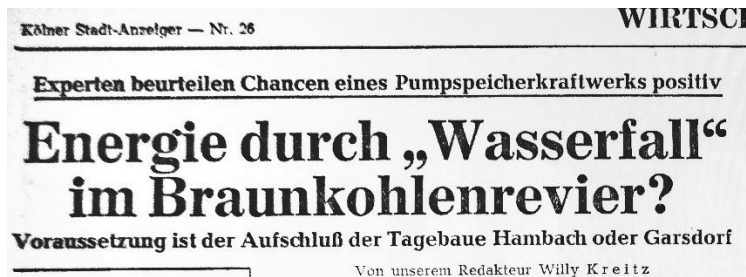 Kölner Stadt-Anzeiger — Nr. 26
WIRTSCH
Experten beurteilen Chancen eines Pumpspeicherkraftwerks positiv
Energie durch „Wasserfall“
im Braunkohlenrevier?
Voraussetzung ist der Aufschluß der Tagebaue Hambach oder Garsdorf
Von unserem Redakteur Willy Kreitz